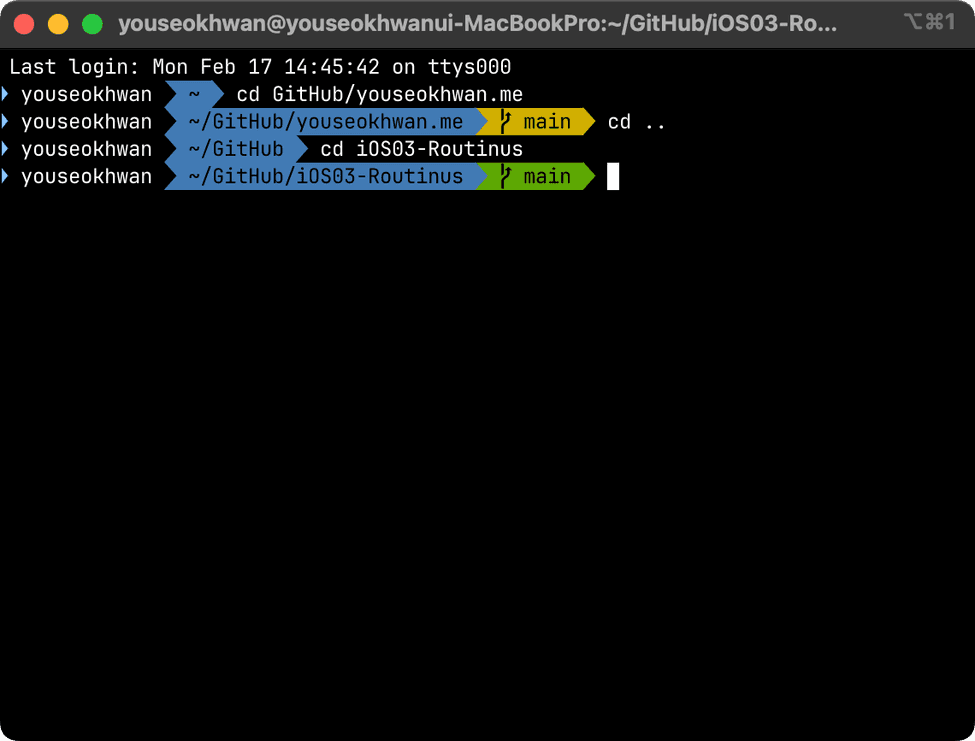 youseokhwan@youseokhwanui-MacBookPro:~/GitHub/iOS03-Ro... ⌥⌘1
Last login: Mon Feb 17 14:45:42 on ttys000
youseokhwan ~ cd GitHub/youseokhwan.me
youseokhwan ~/GitHub/youseokhwan.me main cd ..
youseokhwan ~/GitHub cd iOS03-Routinus
youseokhwan ~/GitHub/iOS03-Routinus main